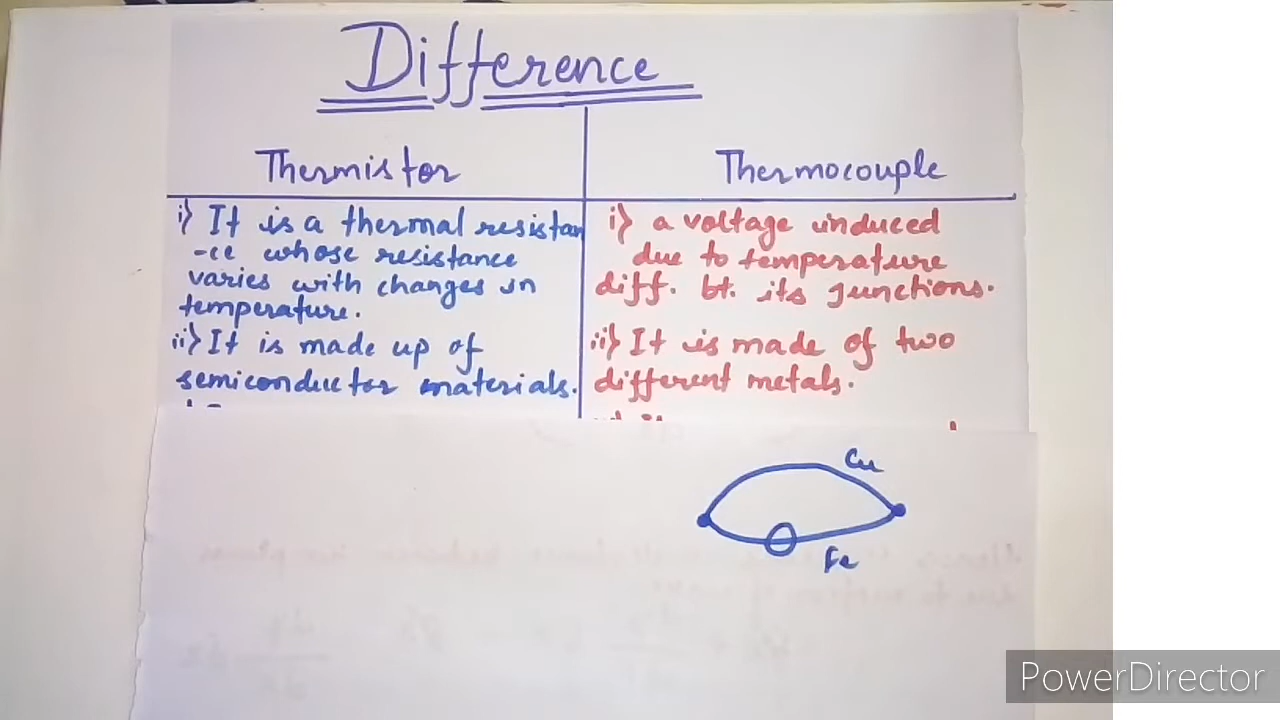 Difference
Thermistor
Thermocouple
i) It is a thermal resistan
-ce whose resistance
varies with changes in
temperature.
ii) It is made up of
semiconductor materials.
i) a voltage induced
due to temperature
diff. bt. its junctions.
ii) It is made of two
different metals.
Cu
Fe
PowerDirector